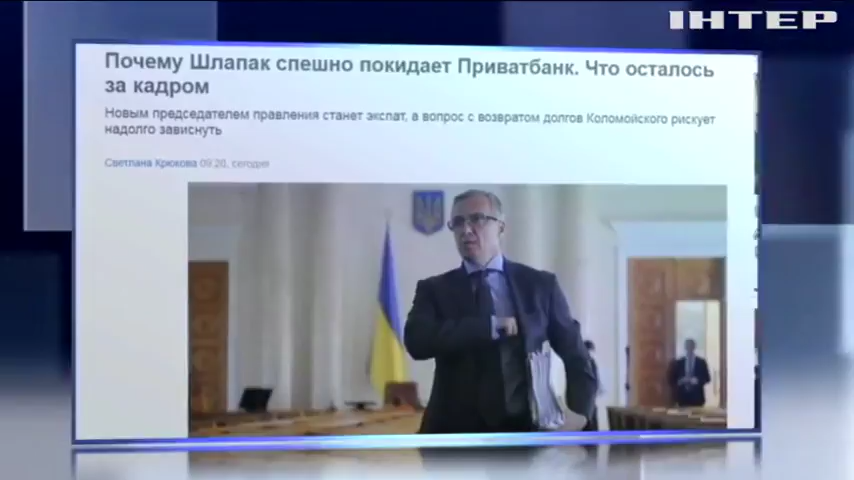 ІНТЕР
Почему Шлапак спешно покидает Приватбанк. Что осталось
за кадром
Новым председателем правления станет экспат, а вопрос с возвратом долгов Коломойского рискует
надолго зависнуть
Светлана Крюкова 09:20, сегодня